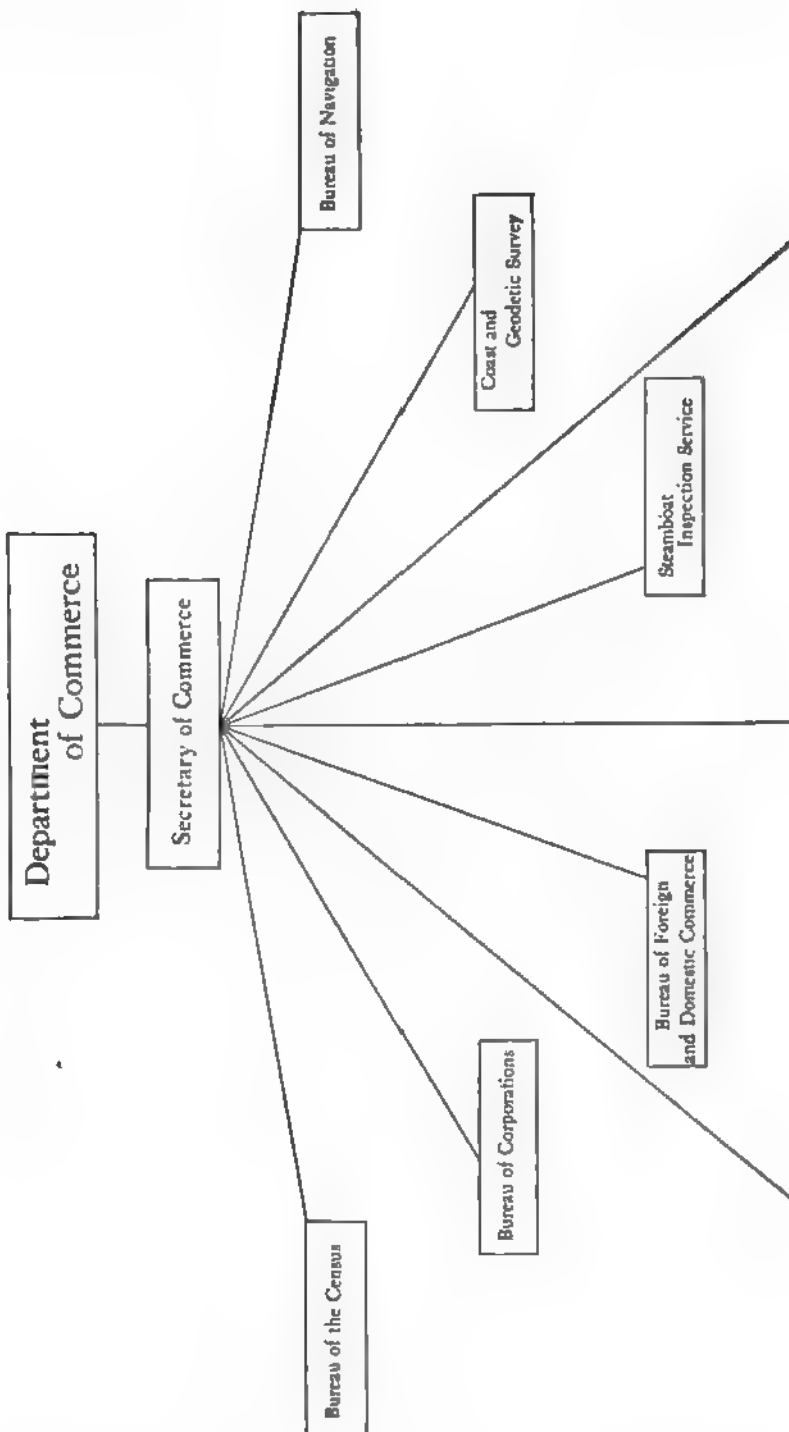 Department
of Commerce
Secretary of Commerce
Bureau of the Census
Bureau of Navigation
Bureau of Corporations
Coast and
Geodetic Survey
Bureau of Foreign
and Domestic Commerce
Steamboat
Inspection Service